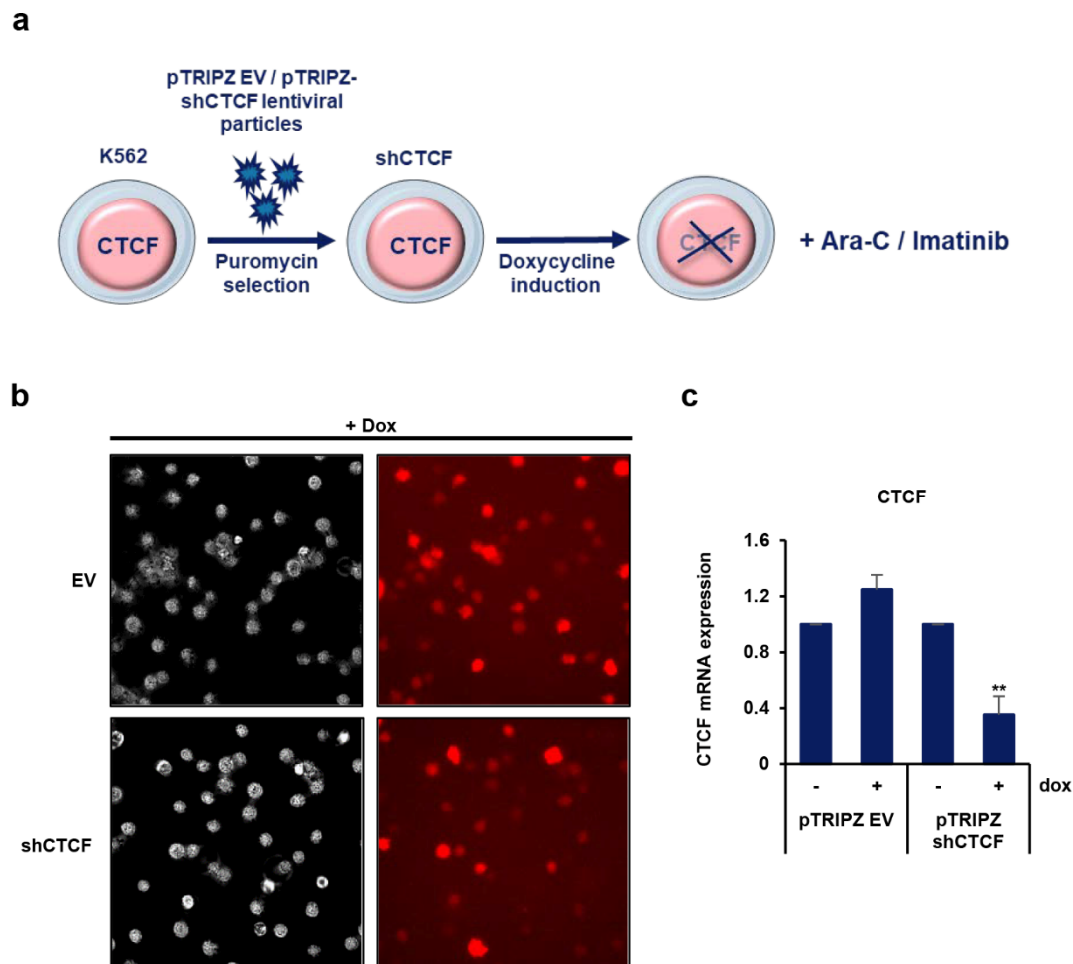 a
pTRIPZ EV / pTRIPZ-
shCTCF lentiviral
particles
K562
shCTCF
CTCF
CTCF
CTCF
Puromycin
selection
Doxycycline
induction
+ Ara-C / Imatinib
b
+ Dox
EV
shCTCF
c
CTCF
CTCF mRNA expression
1.6
1.2
0.8
0.4
0
**
- + - + dox
pTRIPZ EV
pTRIPZ
shCTCF